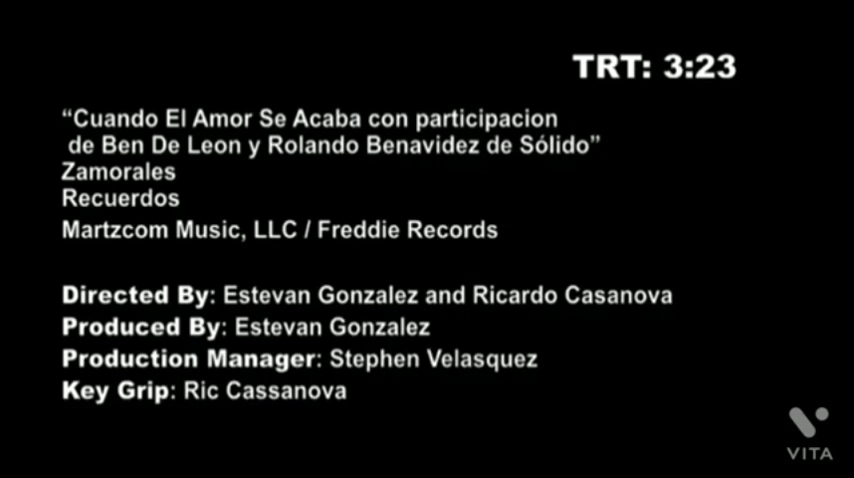 TRT: 3:23
“Cuando El Amor Se Acaba con participacion
de Ben De Leon y Rolando Benavidez de Sólido”
Zamorales
Recuerdos
Martzcom Music, LLC / Freddie Records
Directed By: Estevan Gonzalez and Ricardo Casanova
Produced By: Estevan Gonzalez
Production Manager: Stephen Velasquez
Key Grip: Ric Cassanova
VITA